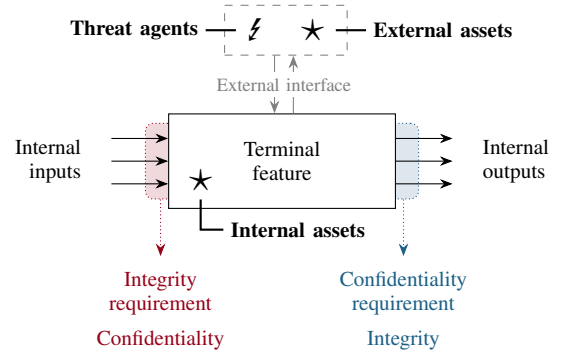 Threat agents
External assets
External interface
Internal
inputs
Terminal
feature
Internal
outputs
Internal assets
Integrity
requirement
Confidentiality
Confidentiality
requirement
Integrity